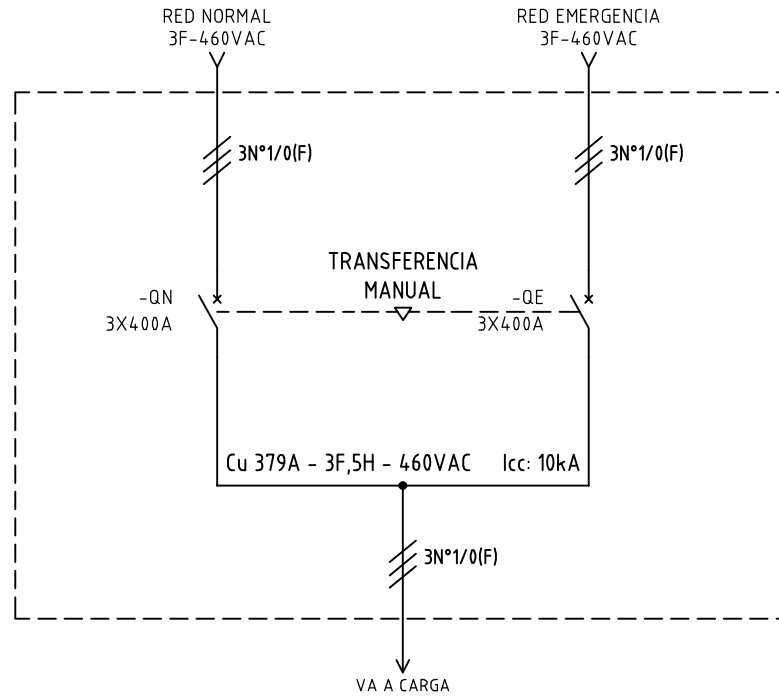 RED NORMAL
3F-460VAC
RED EMERGENCIA
3F-460VAC
3N°1/0(F)
3N°1/0(F)
TRANSFERENCIA
MANUAL
-QN
3X400A
-QE
3X400A
Cu 379A - 3F,5H - 460VAC
Icc: 10kA
3N°1/0(F)
VA A CARGA